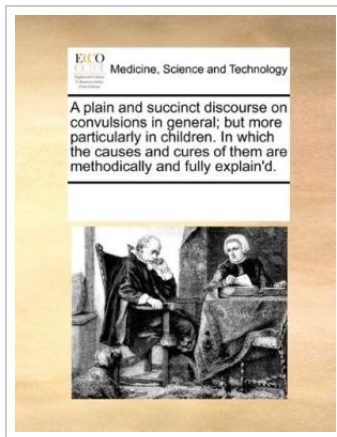 ECCO
Medicine, Science and Technology
A plain and succinct discourse on
convulsions in general; but more
particularly in children. In which
the causes and cures of them are
methodically and fully explain'd.